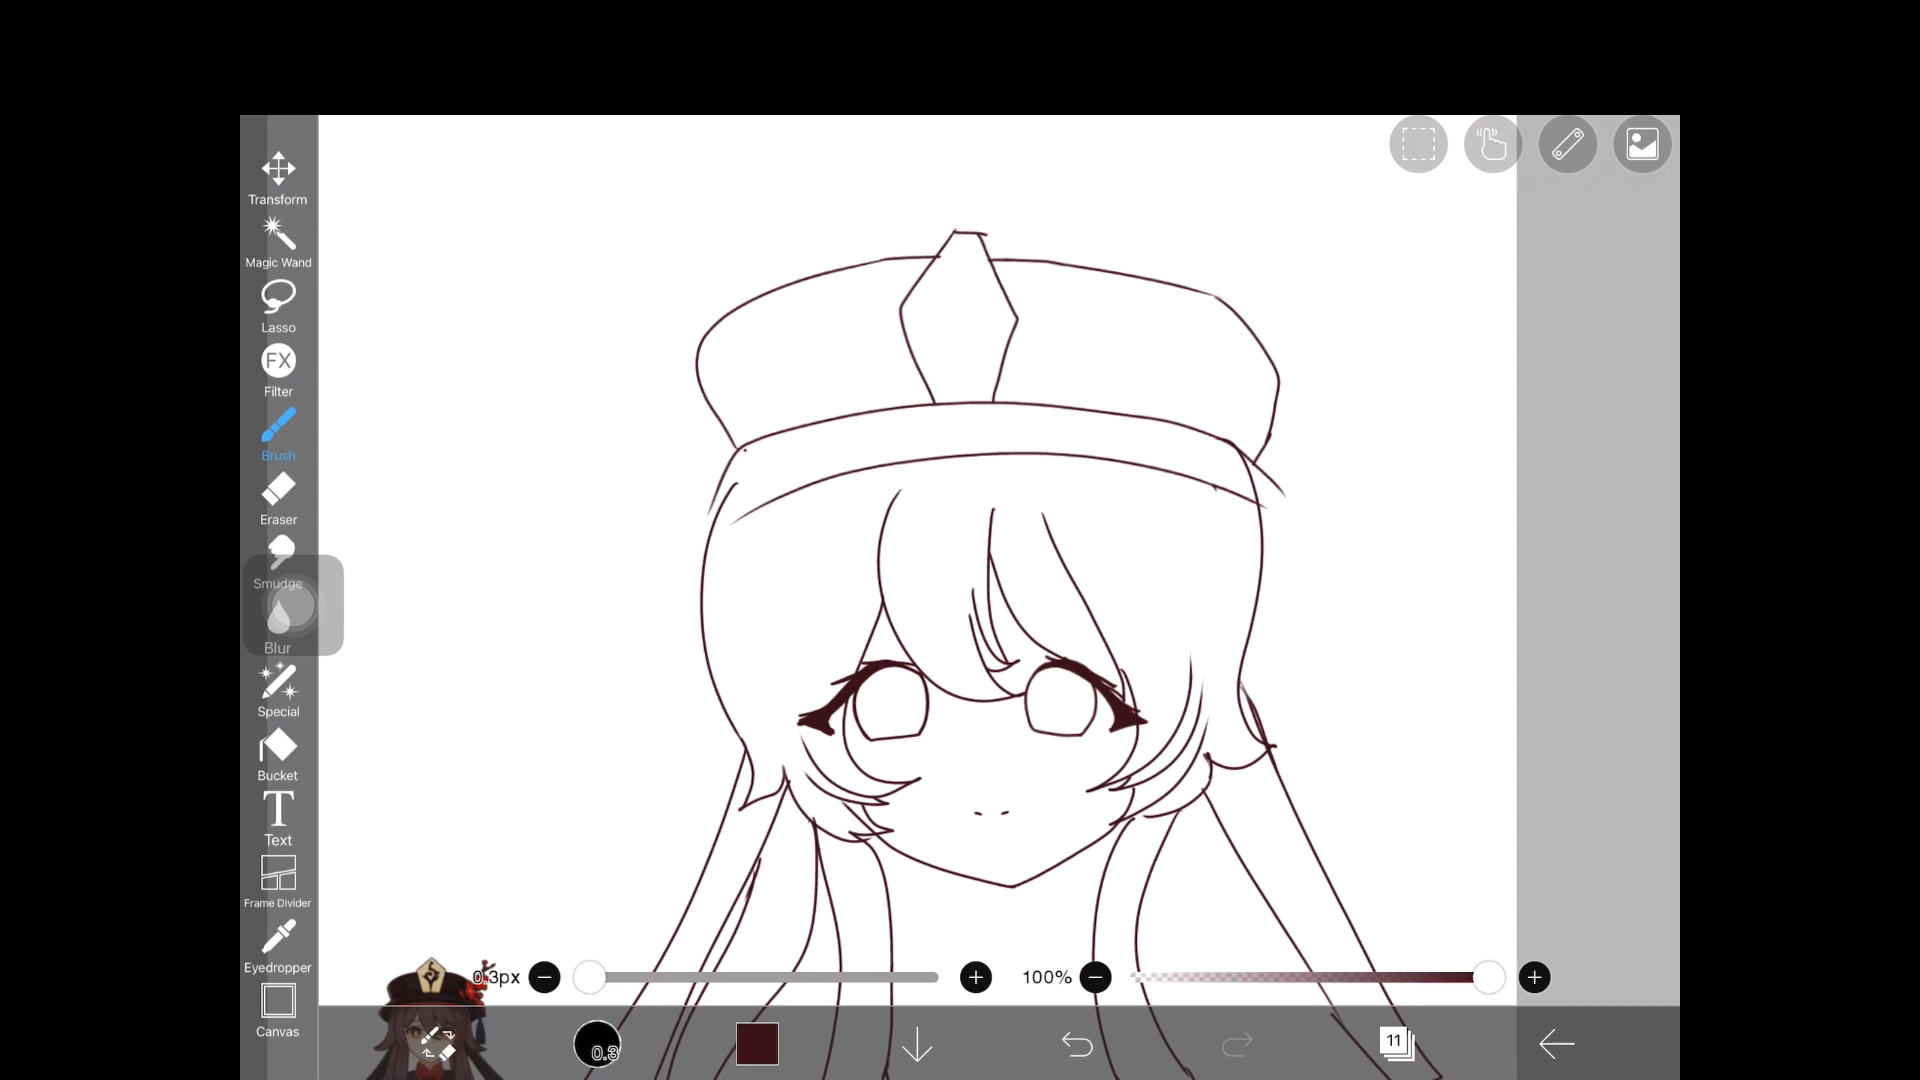 Transform
Magic Wand
Lasso
FX
Filter
Brush
Eraser
Smudge
Blur
Special
Bucket
T
Text
Frame Divider
Eyedropper
Canvas
0.3px
100%
0.3
11